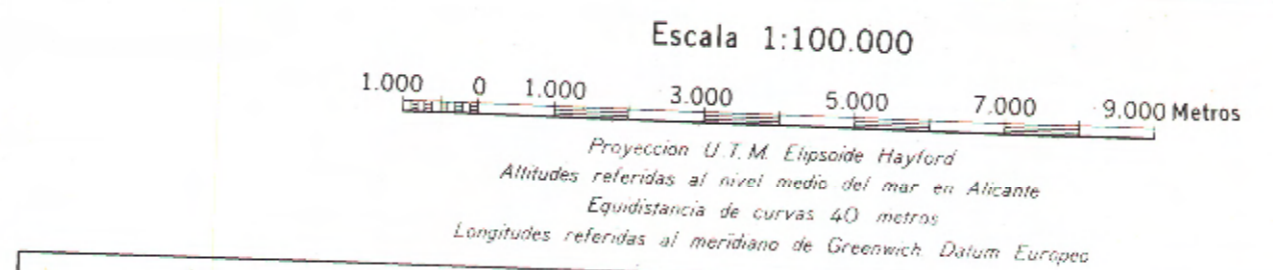 Escala 1:100.000
1.000 0 1.000 3.000 5.000 7.000 9.000 Metros
Proyeccion U.T.M. Elipsoide Hayford
Altitudes referidas al nivel medio del mar en Alicante
Equidistancia de curvas 40 metros
Longitudes referidas al meridiano de Greenwich. Datum Europeo